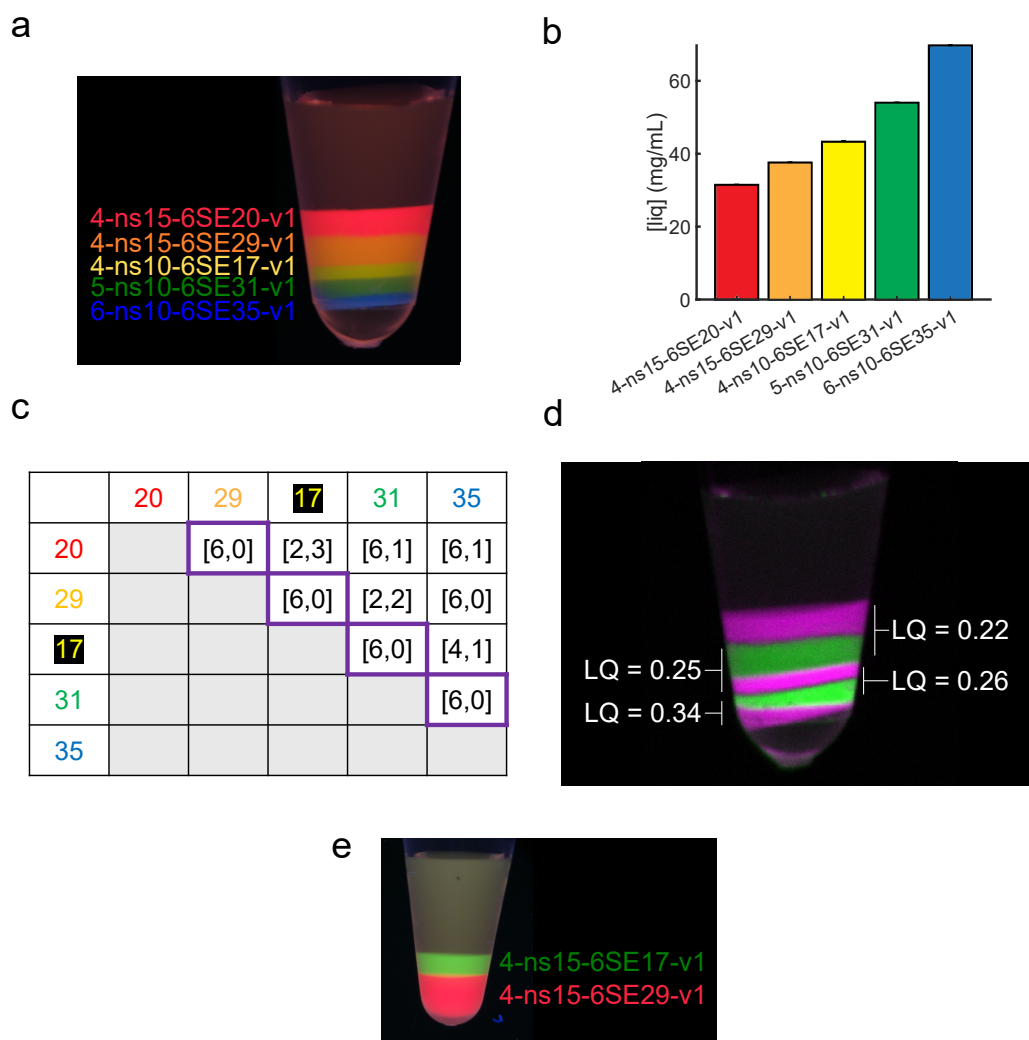 a
4-ns15-6SE20-v1
4-ns15-6SE29-v1
4-ns10-6SE17-v1
5-ns10-6SE31-v1
6-ns10-6SE35-v1
b
[liq] (mg/mL)
60
40
20
0
4-ns15-6SE20-v1
4-ns15-6SE29-v1
4-ns10-6SE17-v1
5-ns10-6SE31-v1
6-ns10-6SE35-v1
c
20 29 17 31 35
20 [6,0] [2,3] [6,1] [6,1]
29 [6,0] [2,2] [6,0]
17 [6,0] [4,1]
31 [6,0]
35
d
LQ = 0.22
LQ = 0.25
LQ = 0.26
LQ = 0.34
e
4-ns15-6SE17-v1
4-ns15-6SE29-v1